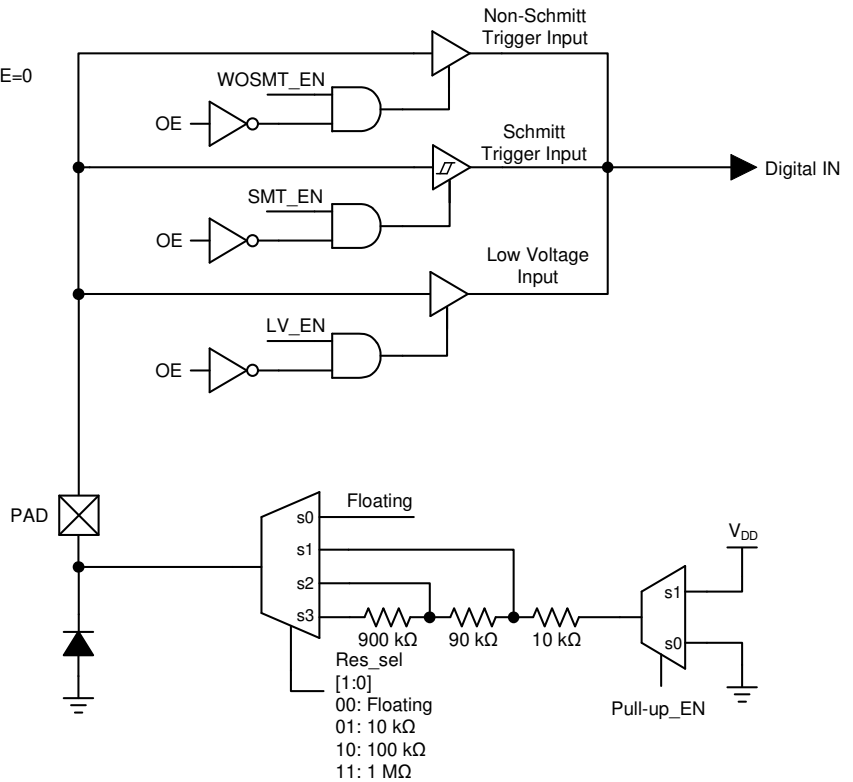 Non-Schmitt
Trigger Input
E=0
WOSMT_EN
OE
Schmitt
Trigger Input
Digital IN
SMT_EN
OE
Low Voltage
Input
LV_EN
OE
PAD
Floating
s0
s1
s2
s3
900 kΩ
90 kΩ
10 kΩ
VDD
s1
s0
Pull-up_EN
Res_sel
[1:0]
00: Floating
01: 10 kΩ
10: 100 kΩ
11: 1 MΩ